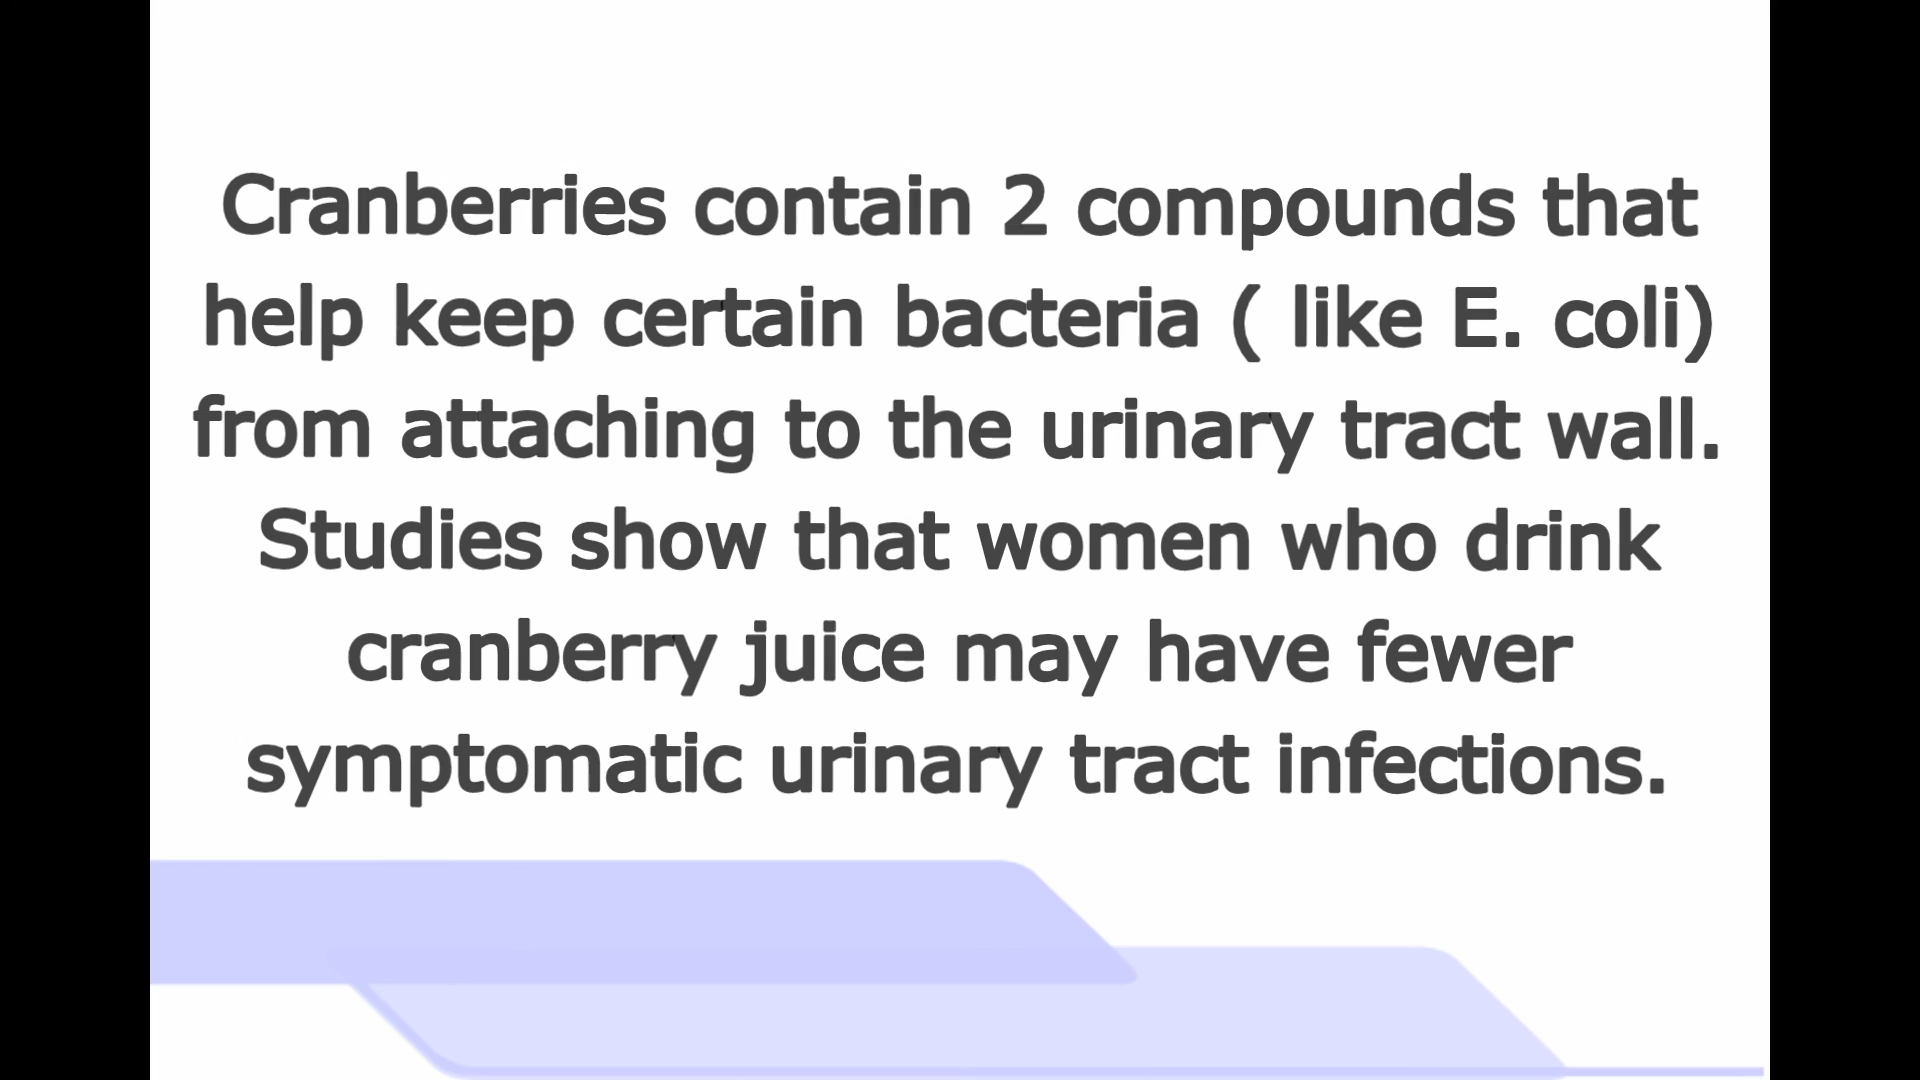 Cranberries contain 2 compounds that
help keep certain bacteria ( like E. coli)
from attaching to the urinary tract wall.
Studies show that women who drink
cranberry juice may have fewer
symptomatic urinary tract infections.